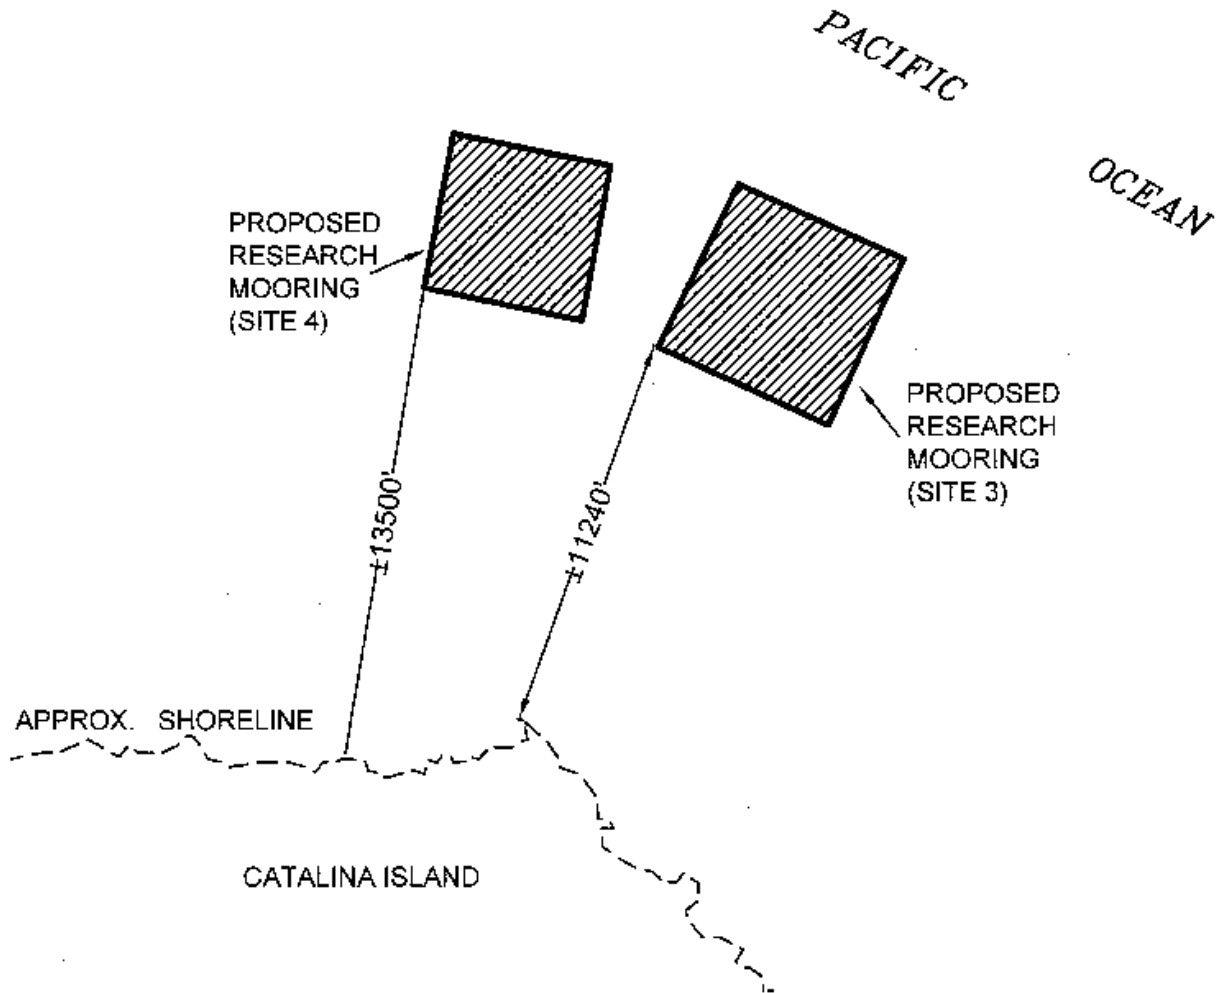 PACIFIC
OCEAN
PROPOSED
RESEARCH
MOORING
(SITE 4)
PROPOSED
RESEARCH
MOORING
(SITE 3)
±13500'
±11240'
APPROX. SHORELINE
CATALINA ISLAND